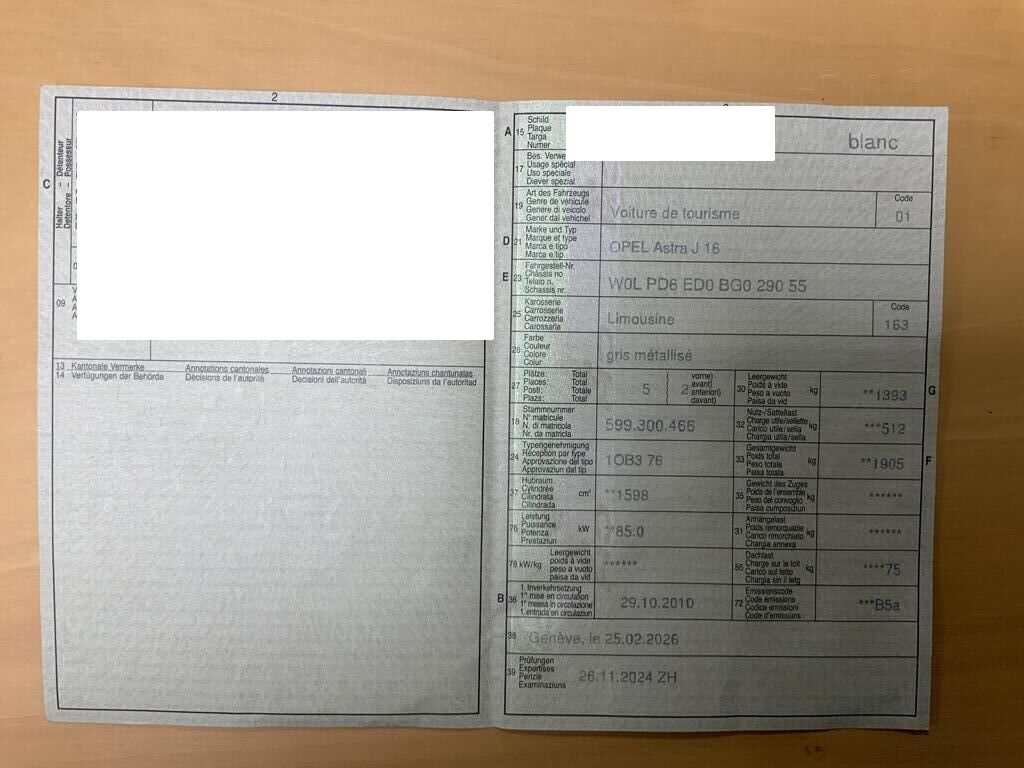 2
C
Halter - Détenteur
Detentore - Possessur
09
13 Kantonale Vermerke Annotations cantonales Annotazioni cantonali Annotaziuns chantunalas
14 Verfügungen der Behörde Décisions de l'autorité Decisioni dell'autorità Disposiziuns da l'autoritad
A 15 Schild
Plaque
Targa
Numer
blanc
17 Bes. Verwe
Usage spécial
Uso speciale
Diever spezial
19 Art des Fahrzeugs
Genre de véhicule
Genere di veicolo
Gener dal vehichel
Voiture de tourisme
Code
01
D 21 Marke und Typ
Marque et type
Marca e tipo
Marca e tip
OPEL Astra J 16
E 23 Fahrgestell-Nr.
Châssis no
Telaio n.
Schassis nr.
W0L PD6 ED0 BG0 290 55
25 Karosserie
Carrosserie
Carrozzeria
Carossaria
Limousine
Code
163
26 Farbe
Couleur
Colore
Colur
gris métallisé
27 Plätze: Total
Places: Total
Posti: Totale
Plazs: Total
5 ( 2 vorne)
avant)
anteriori)
davant)
30 Leergewicht
Poids à vide kg
Peso a vuoto
Paisa da vid
**1393
G
18 Stammnummer
N° matricule
N. di matricola
Nr. da matricla
599.300.466
32 Nutz-/Sattellast
Charge utile/sellette kg
Carico utile/sella
Chargia utila/sella
***512
24 Typengenehmigung
Réception par type
Approvazione del tipo
Approvaziun dal tip
1OB3 76
33 Gesamtgewicht
Poids total kg
Peso totale
Paisa totala
**1905
F
37 Hubraum
Cylindrée cm³
Cilindrata
Cilindrada
**1598
35 Gewicht des Zuges
Poids de l'ensemble kg
Peso del convoglio
Paisa cumposiziun
******
76 Leistung
Puissance kW
Potenza
Prestaziun
**85.0
31 Anhängelast
Poids remorquable kg
Carico rimorchiato
Chargia annexa
******
78 kW/kg Leergewicht
poids à vide
peso a vuoto
paisa da vid
******
55 Dachlast
Charge sur le toit kg
Carico sul tetto
Chargia sin il tetg
****75
B 36 1. Inverkehrsetzung
1re mise en circulation
1a messa in circolazione
1. entrada en circulaziun
29.10.2010
72 Emissionscode
Code émissions
Codice emissioni
Code d'emissiuns
***B5a
38 Genève, le 25.02.2026
39 Prüfungen
Expertises
Perizie
Examinaziuns
26.11.2024 ZH